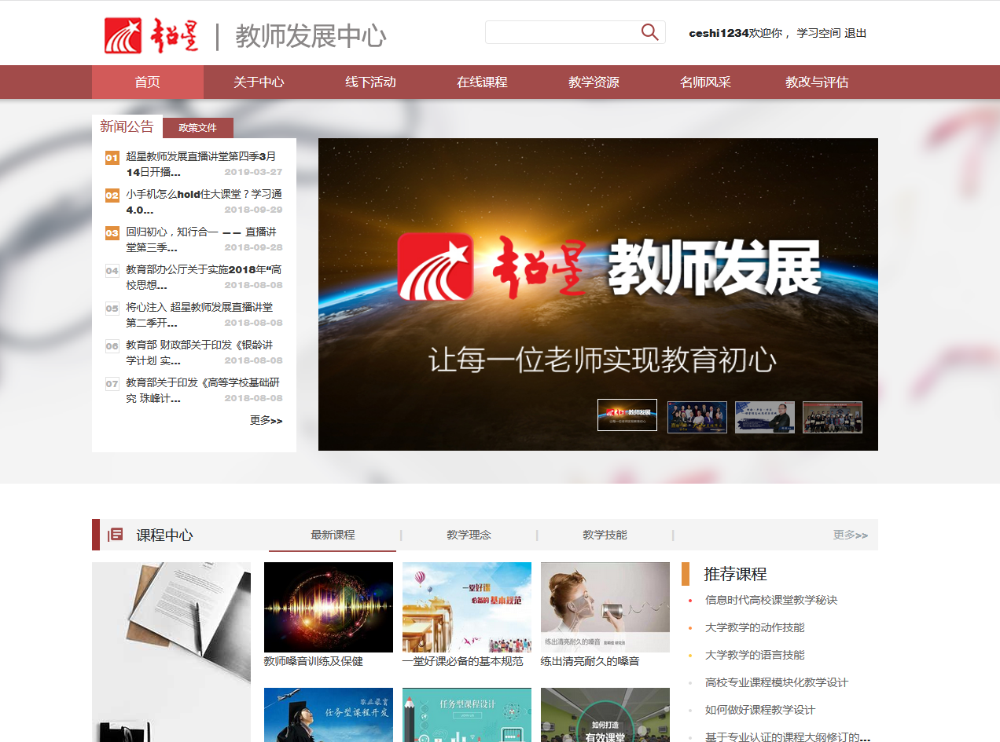 超星 教师发展中心
ceshi1234欢迎你， 学习空间 退出
首页 关于中心 线下活动 在线课程 教学资源 名师风采 教改与评估
新闻公告 政策文件
01 超星教师发展直播讲堂第四季3月
14日开播... 2019-03-27
02 小手机怎么hold住大课堂？学习通
4.0... 2018-09-29
03 回归初心，知行合一 —— 直播讲
堂第三季... 2018-09-28
04 教育部办公厅关于实施2018年“高
校思想... 2018-08-08
05 将心注入 超星教师发展直播讲堂
第二季开... 2018-08-08
06 教育部 财政部关于印发《银龄讲
学计划 实... 2018-08-08
07 教育部关于印发《高等学校基础研
究 珠峰计... 2018-08-08
更多>>
超星 教师发展
让每一位老师实现教育初心
课程中心 最新课程 教学理念 教学技能 更多>>
一堂好课
必备的基本规范
练出清亮耐久的嗓音
教师嗓音训练及保健 一堂好课必备的基本规范 练出清亮耐久的嗓音
职业教育
任务型课程开发
任务型课程设计
如何打造
有效课堂
推荐课程
信息时代高校课堂教学秘诀
大学教学的动作技能
大学教学的语言技能
高校专业课程模块化教学设计
如何做好课程教学设计
基于专业认证的课程大纲修订的...